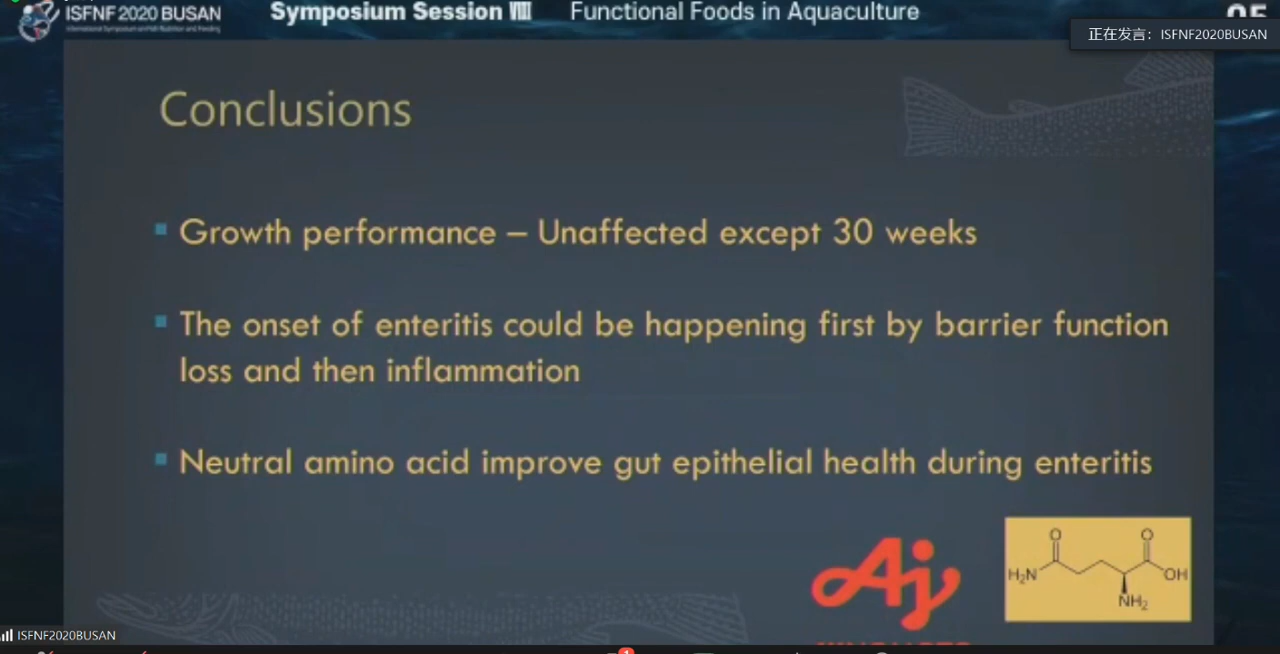 ISFNF 2020 BUSAN
Symposium Session Ⅷ
Functional Foods in Aquaculture
正在发言: ISFNF2020BUSAN
Conclusions
Growth performance – Unaffected except 30 weeks
The onset of enteritis could be happening first by barrier function
loss and then inflammation
Neutral amino acid improve gut epithelial health during enteritis
Aj
O
O
H₂N
OH
NH₂
ISFNF2020BUSAN
1